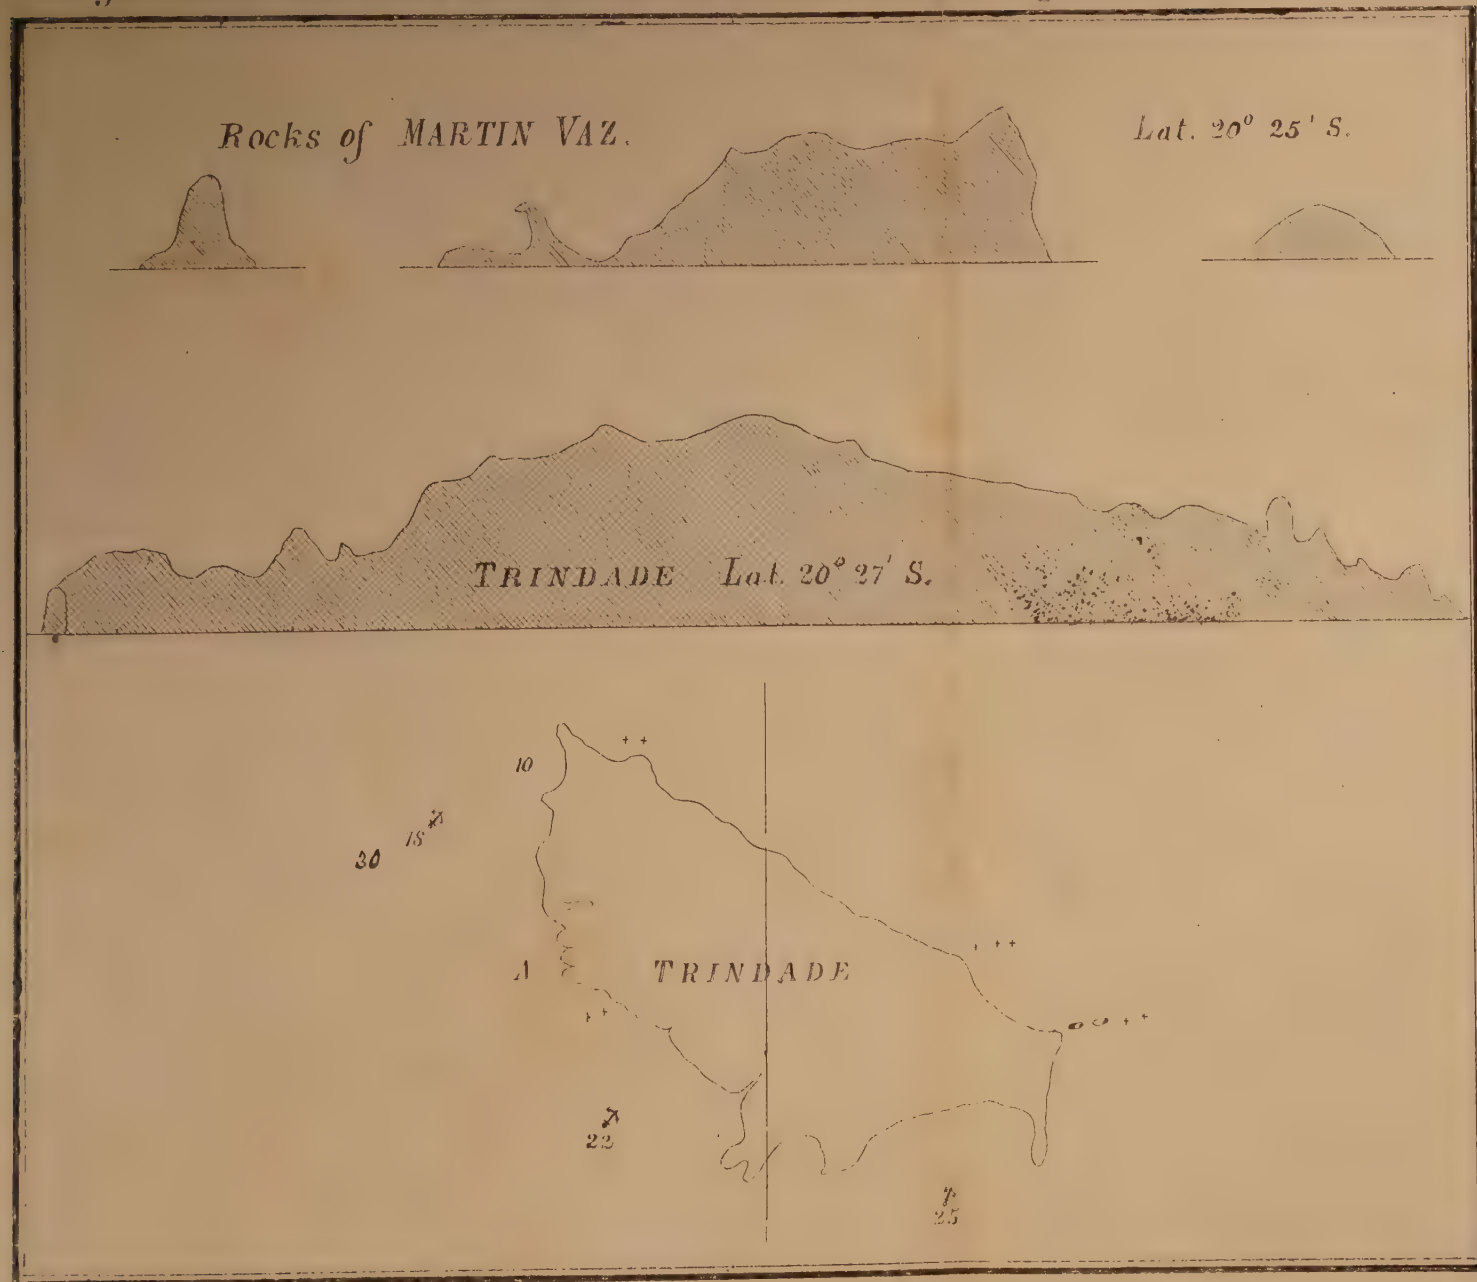 Rocks of MARTIN VAZ.
Lat. 20° 25' S.
TRINDADE Lat. 20° 27' S.
10
18
30
A
TRINDADE
22
25